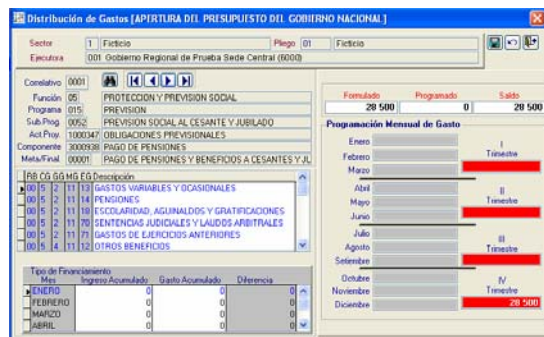 Distribución de Gastos [APERTURA DEL PRESUPUESTO DEL GOBIERNO NACIONAL]
Sector 1 Ficticio Pliego 01 Ficticio
Ejecutora 001 Gobierno Regional de Prueba Sede Central (6000)
Correlativo 0001
Función 05 PROTECCION Y PREVISION SOCIAL
Programa 015 PREVISION
Sub.Prog. 0052 PREVISION SOCIAL AL CESANTE Y JUBILADO
Act.Proy. 1000347 OBLIGACIONES PREVISIONALES
Componente 3000938 PAGO DE PENSIONES
Meta/Final. 00001 PAGO DE PENSIONES Y BENEFICIOS A CESANTES Y JL
RB CG GG MG EG Descripción
00 5 2 11 13 GASTOS VARIABLES Y OCASIONALES
00 5 2 11 14 PENSIONES
00 5 2 11 18 ESCOLARIDAD, AGUINALDOS Y GRATIFICACIONES
00 5 2 11 70 SENTENCIAS JUDICIALES Y LAUDOS ARBITRALES
00 5 2 11 71 GASTOS DE EJERCICIOS ANTERIORES
00 5 4 11 12 OTROS BENEFICIOS
Tipo de Financiamiento
Mes Ingreso Acumulado Gasto Acumulado Diferencia
ENERO 0 0 0
FEBRERO 0 0 0
MARZO 0 0 0
ABRIL 0 0 0
Formulado Programado Saldo
28 500 0 28 500
Programación Mensual de Gasto
Enero
Febrero
Marzo
I
Trimestre
Abril
Mayo
Junio
II
Trimestre
Julio
Agosto
Setiembre
III
Trimestre
Octubre
Noviembre
Diciembre
IV
Trimestre
28 500